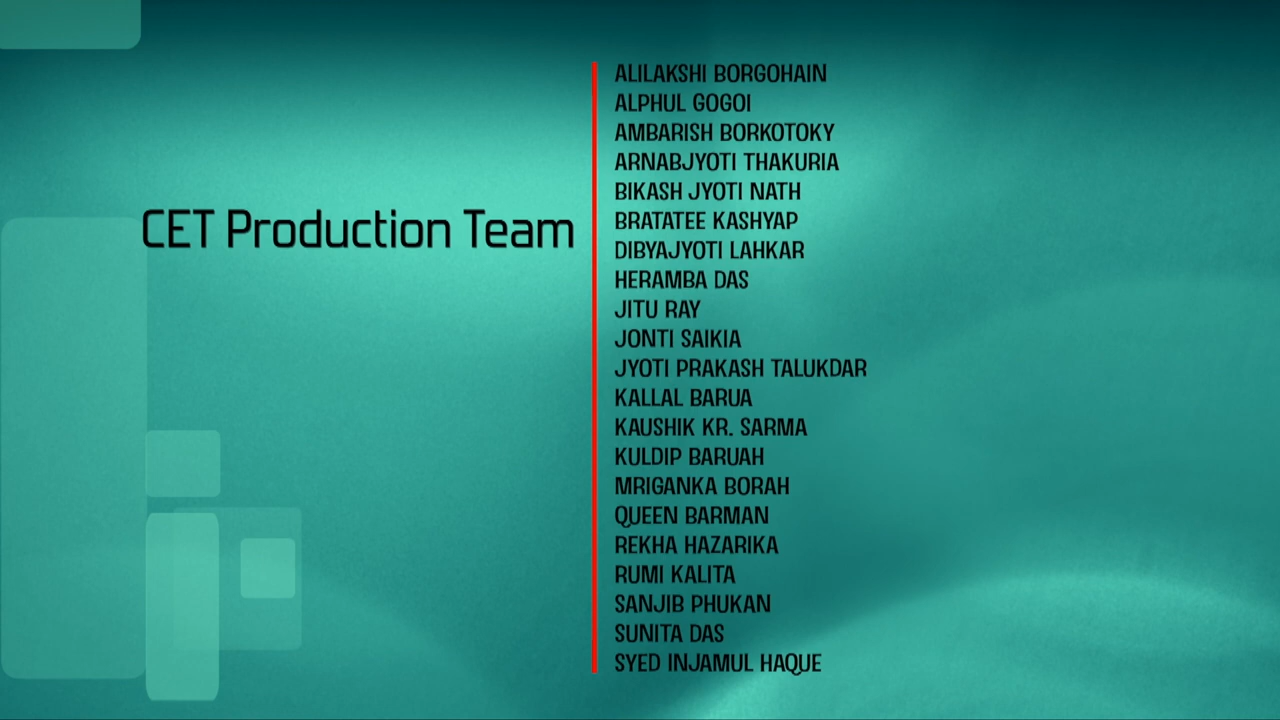 CET Production Team
ALILAKSHI BORGOHAIN
ALPHUL GOGOI
AMBARISH BORKOTOKY
ARNABJYOTI THAKURIA
BIKASH JYOTI NATH
BRATATEE KASHYAP
DIBYAJYOTI LAHKAR
HERAMBA DAS
JITU RAY
JONTI SAIKIA
JYOTI PRAKASH TALUKDAR
KALLAL BARUA
KAUSHIK KR. SARMA
KULDIP BARUAH
MRIGANKA BORAH
QUEEN BARMAN
REKHA HAZARIKA
RUMI KALITA
SANJIB PHUKAN
SUNITA DAS
SYED INJAMUL HAQUE